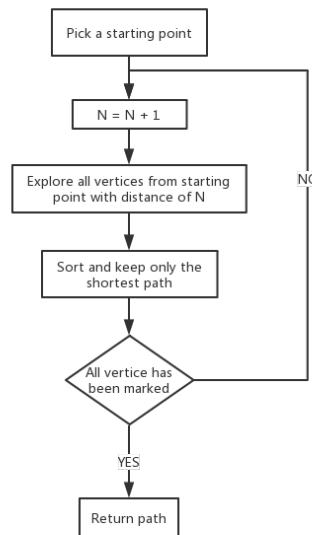 Pick a starting point
N = N + 1
Explore all vertices from starting
point with distance of N
NO
Sort and keep only the
shortest path
All vertice has
been marked
YES
Return path